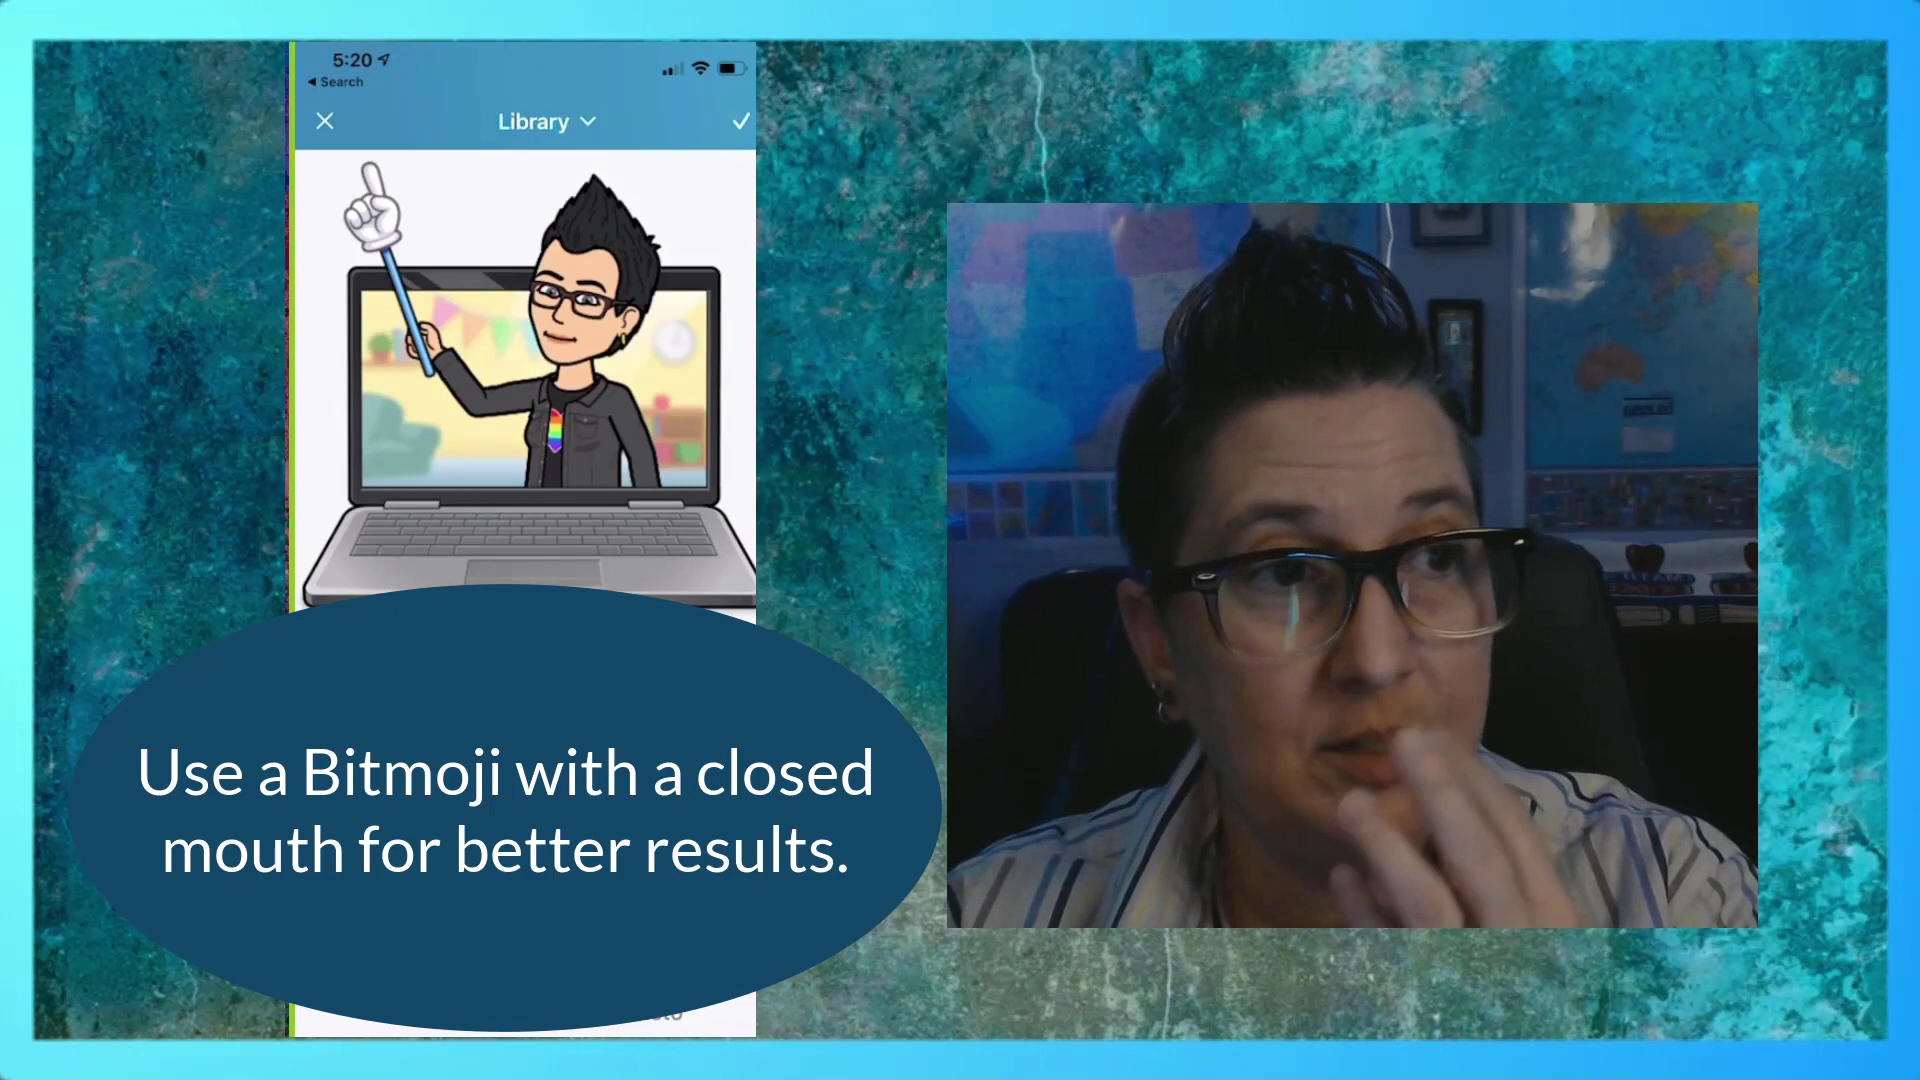 5:20
Search
Library
Use a Bitmoji with a closed
mouth for better results.